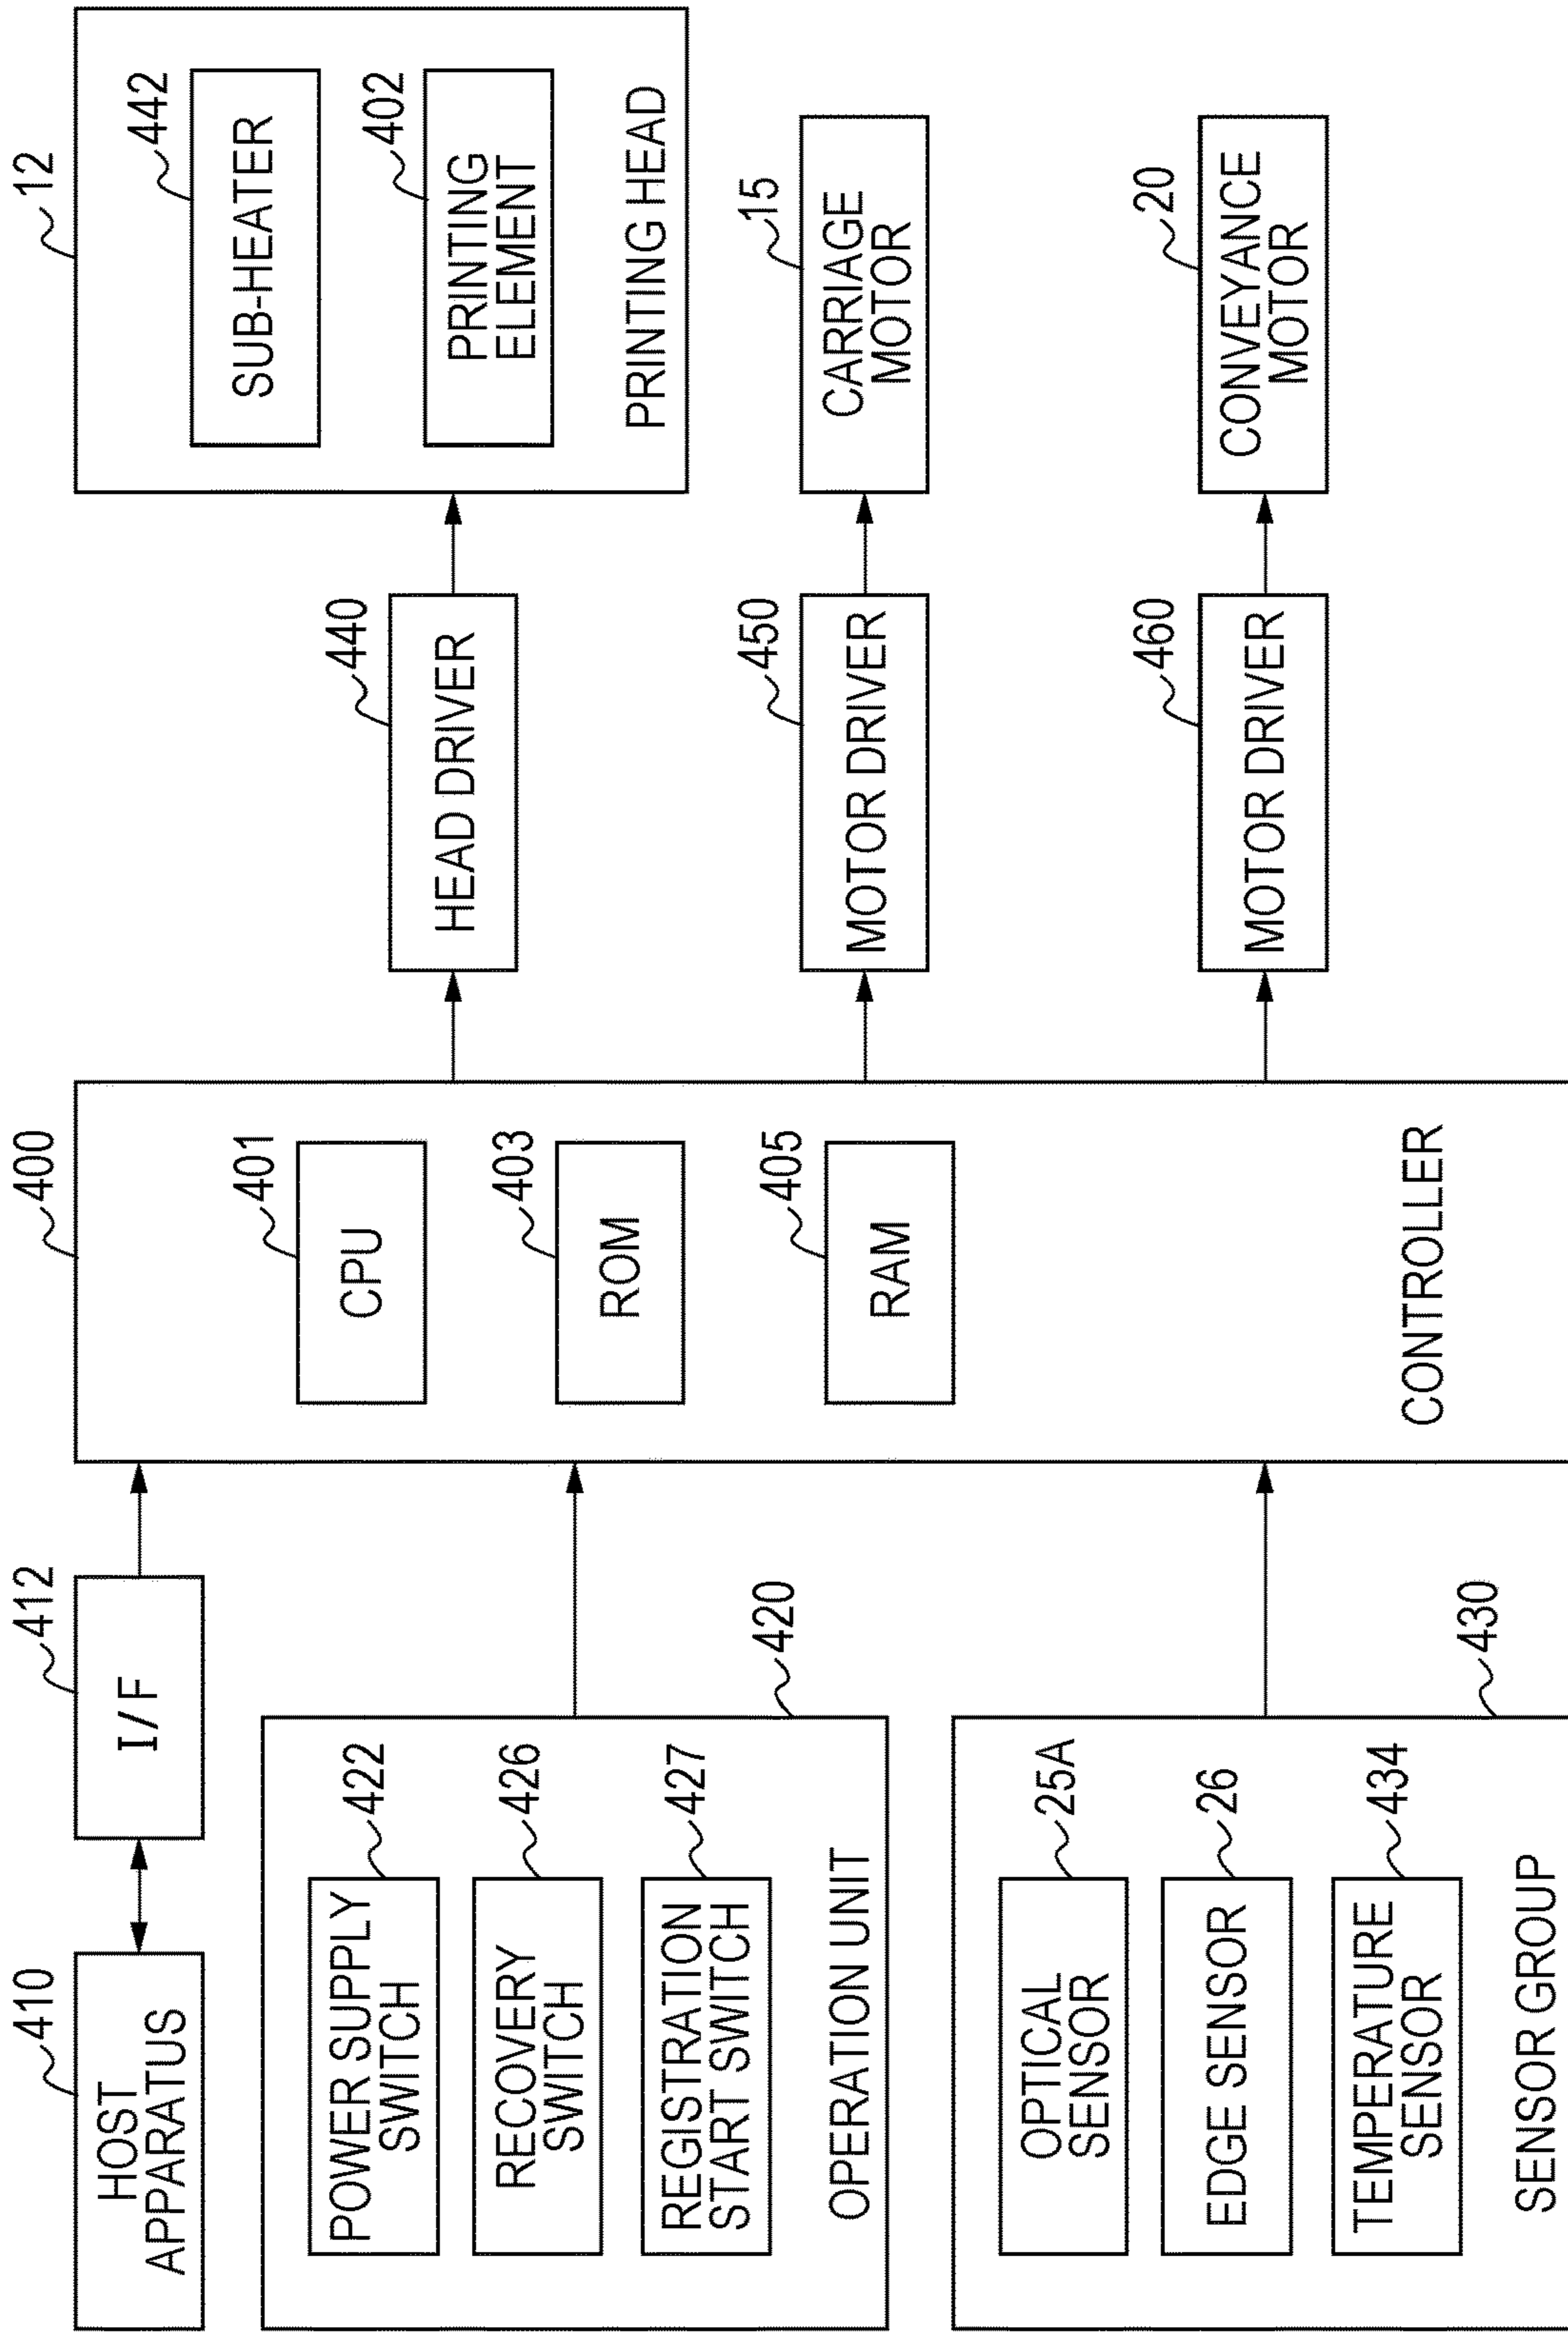 410
HOST
APPARATUS
412
I/F
422
POWER SUPPLY
SWITCH
426
RECOVERY
SWITCH
427
REGISTRATION
START SWITCH
OPERATION UNIT
420
25A
OPTICAL
SENSOR
26
EDGE SENSOR
434
TEMPERATURE
SENSOR
SENSOR GROUP
430
400
401
CPU
403
ROM
405
RAM
CONTROLLER
440
HEAD DRIVER
450
MOTOR DRIVER
460
MOTOR DRIVER
12
442
SUB-HEATER
402
PRINTING
ELEMENT
PRINTING HEAD
15
CARRIAGE
MOTOR
20
CONVEYANCE
MOTOR